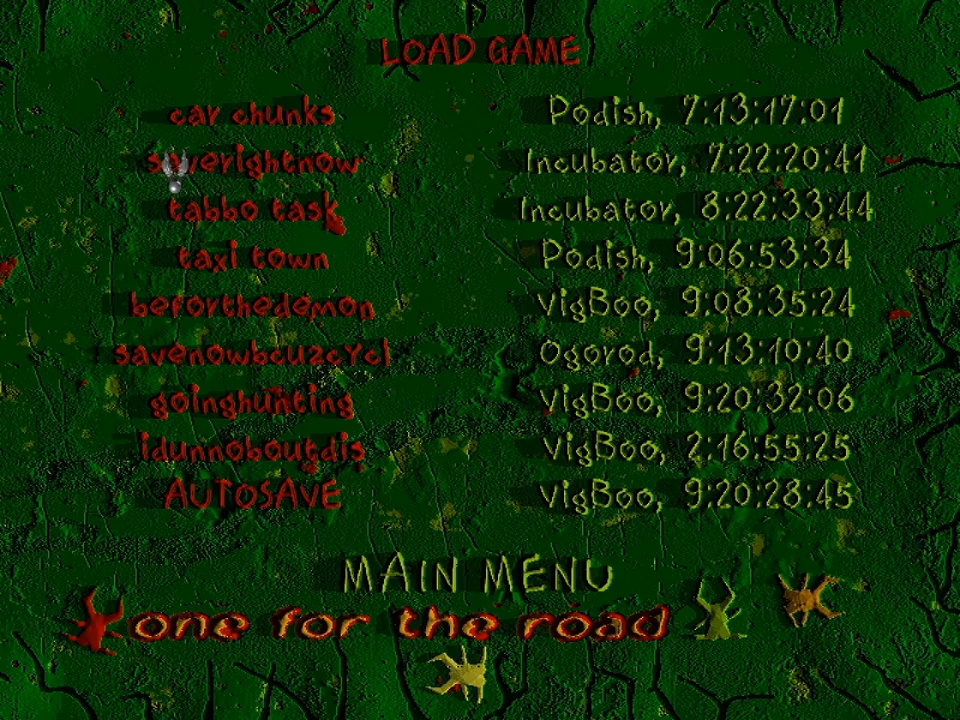 LOAD GAME
car chunks Podish, 7:13:17:01
saverightnow Incubator, 7:22:20:41
tabbo task Incubator, 8:22:33:44
taxi town Podish, 9:06:53:34
beforthedemon VigBoo, 9:08:35:24
savenowbcuzcycl Ogorod, 9:13:10:40
goinghunting VigBoo, 9:20:32:06
idunnoboutdis VigBoo, 2:16:55:25
AUTOSAVE VigBoo, 9:20:28:45
MAIN MENU
one for the road